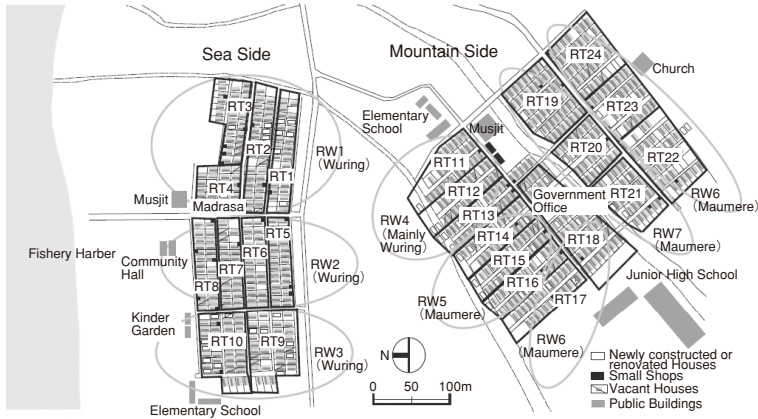 Sea Side
Mountain Side
RT24
Church
RT19
RT23
RT3
Elementary
School
Musjit
RT2
RW1
(Wuring)
RT20
RT22
RT11
RT4
RT1
RT12
RT21
Musjit
Madrasa
Government
Office
RW6
(Maumere)
RT13
RW4
(Mainly
Wuring)
RT5
RT14
RT18
RW7
(Maumere)
Fishery Harber
Community
Hall
RT6
RT7
RW2
(Wuring)
RT15
RT8
RT16
Junior High School
RT17
RW5
(Maumere)
Kinder
Garden
RT10
RT9
RW3
(Wuring)
RW6
(Maumere)
N
Newly constructed or
renovated Houses
Small Shops
Vacant Houses
Public Buildings
0 50 100m
Elementary School